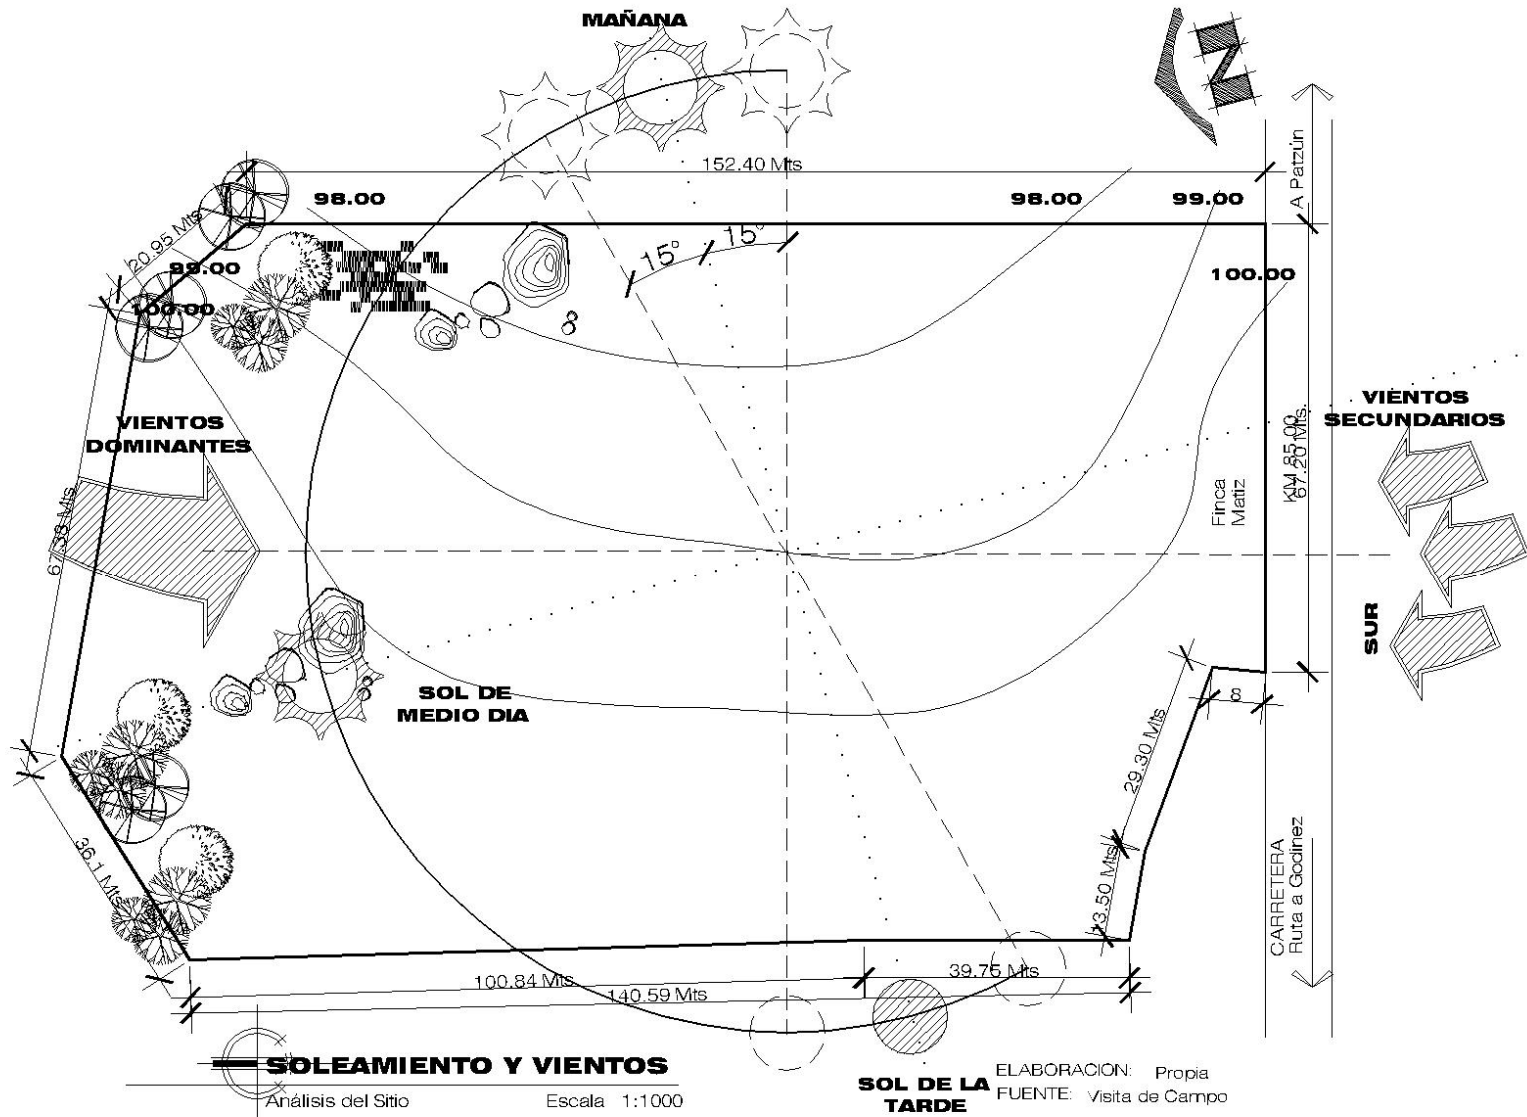 MAÑANA
N
152.40 Mts
A Patzún
98.00
98.00
99.00
20.95 Mts
99.00
15°
15°
100.00
100.00
VIENTOS
DOMINANTES
VIENTOS
SECUNDARIOS
KM 85.00
67.20 Mts.
Finca
Matiz
67.38 Mts
SUR
SOL DE
MEDIO DIA
8
29.30 Mts
36.1 Mts
13.50 Mts
CARRETERA
Ruta a Godinez
100.84 Mts
39.75 Mts
140.59 Mts
SOLEAMIENTO Y VIENTOS
Análisis del Sitio
Escala 1:1000
SOL DE LA
TARDE
ELABORACION: Propia
FUENTE: Visita de Campo